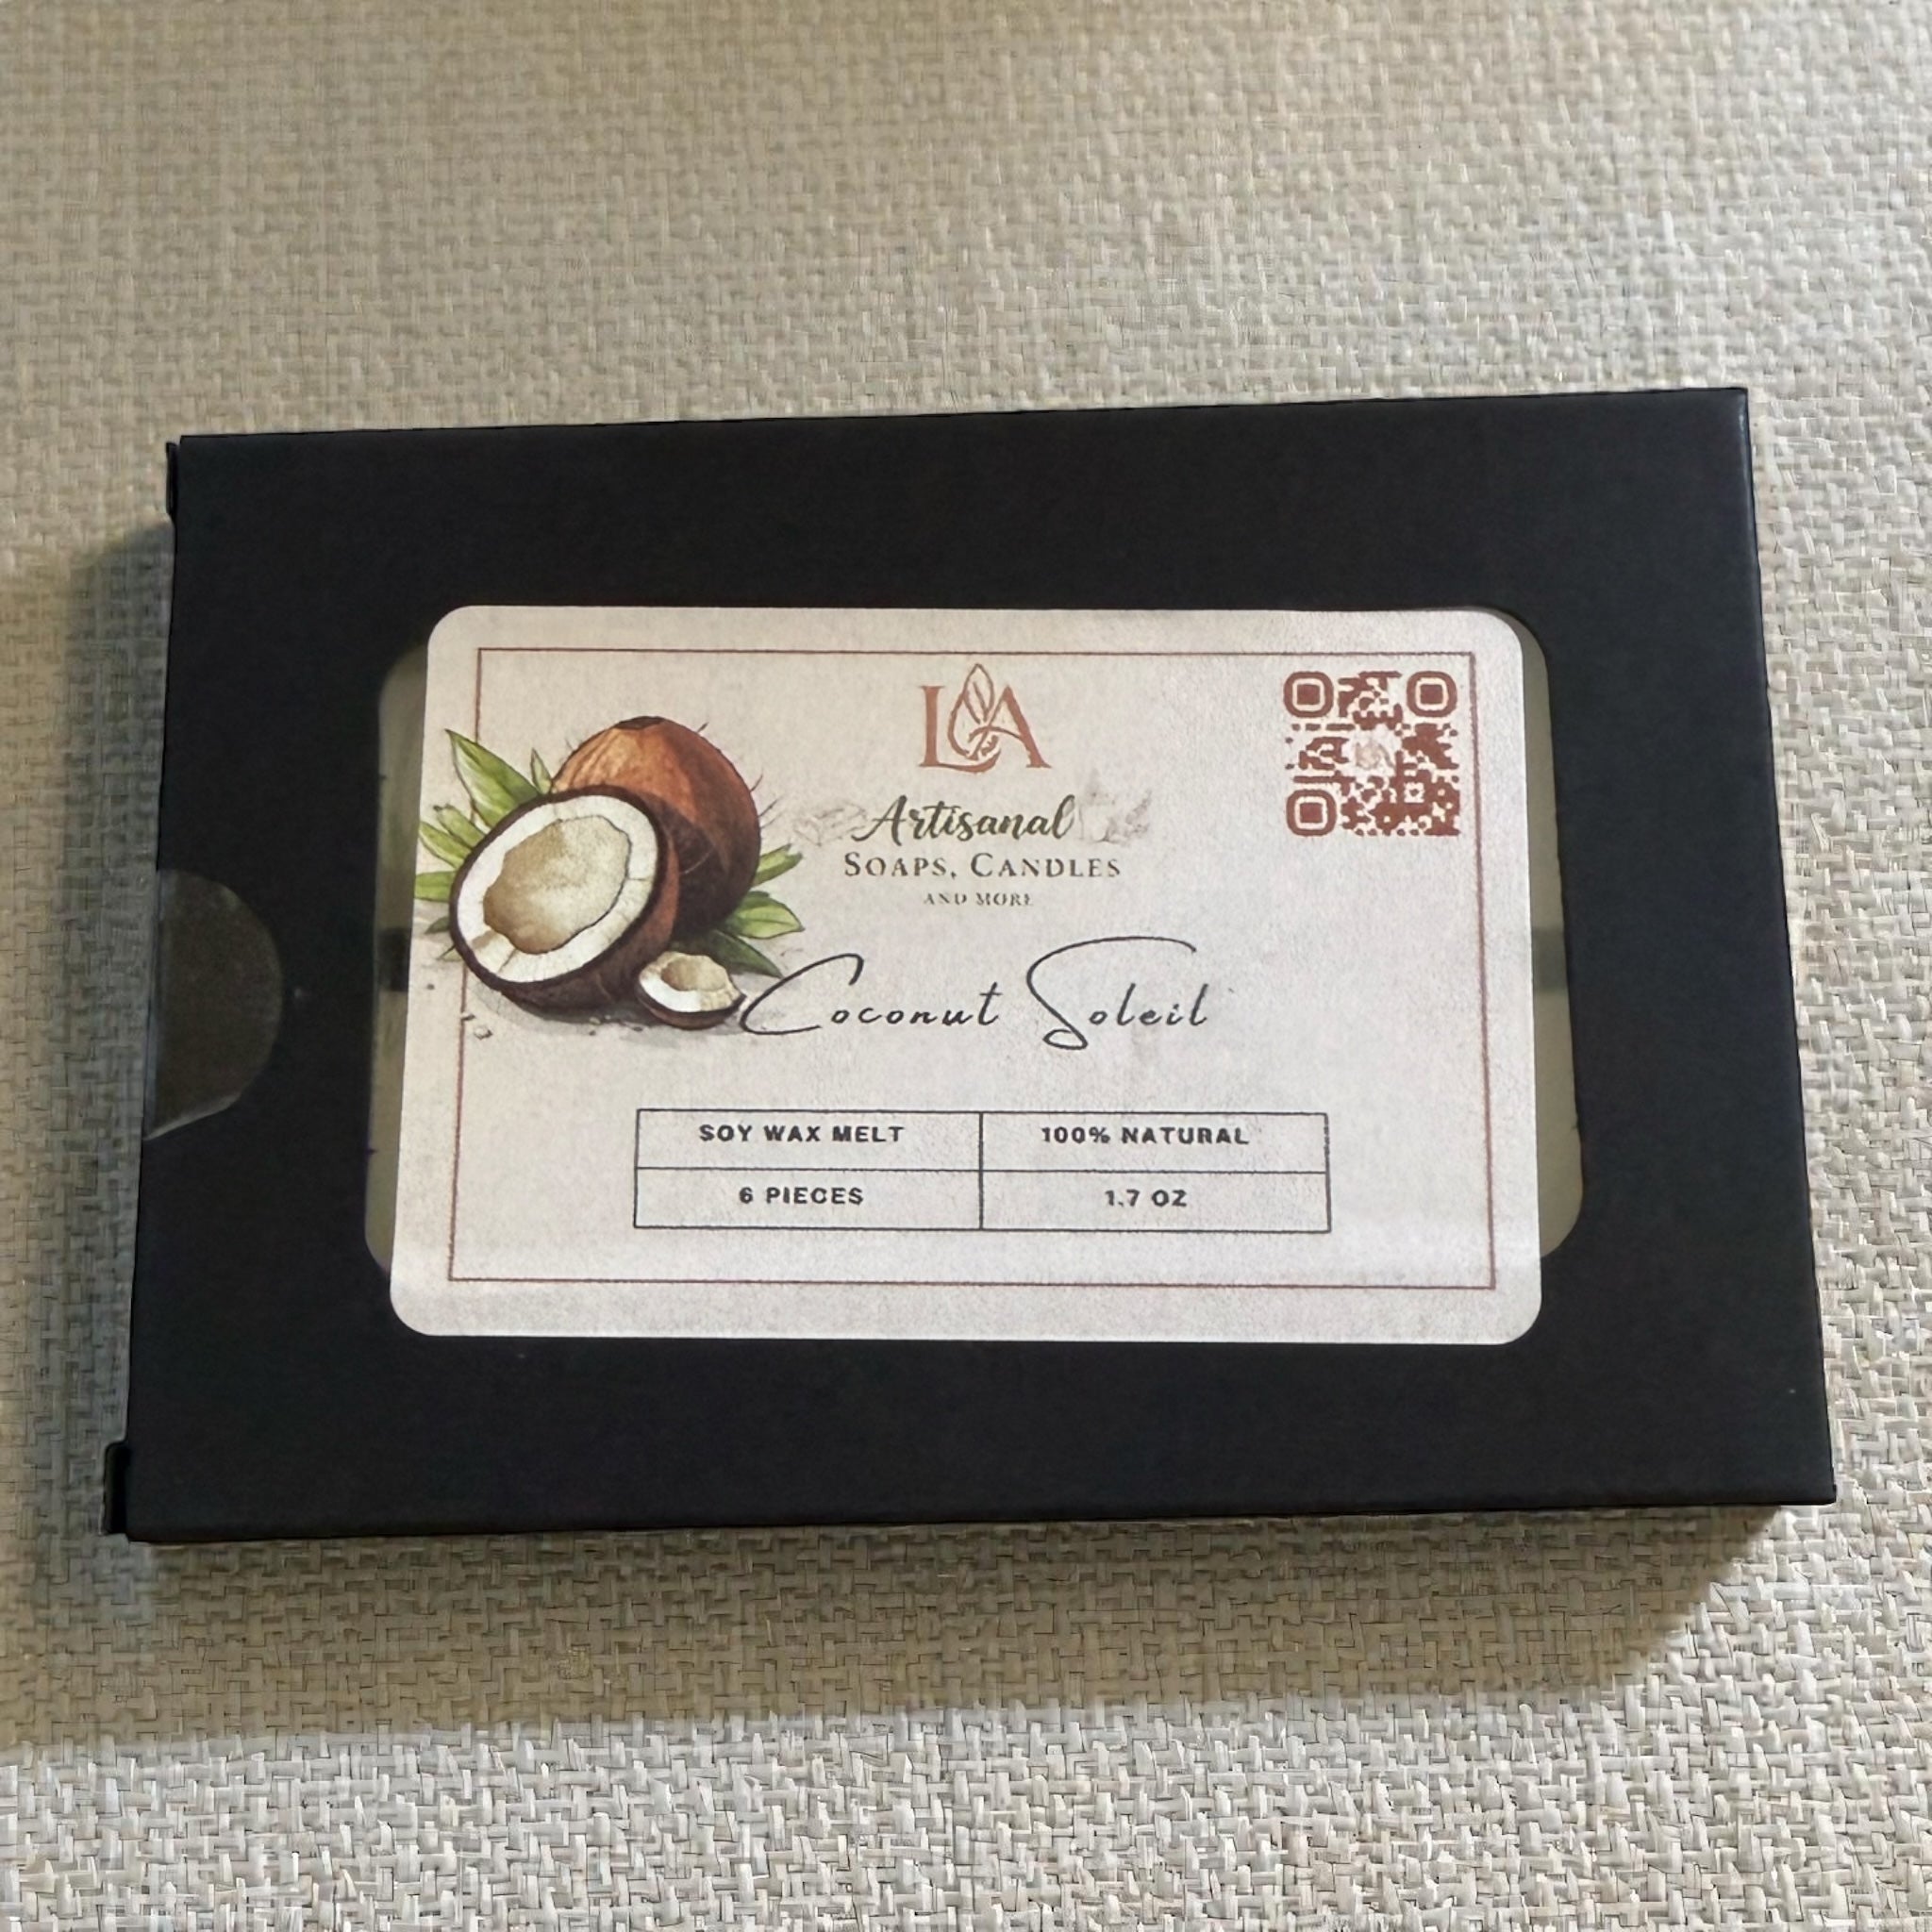 LA
Artisanal
SOAPS, CANDLES
AND MORE
Coconut Soleil
SOY WAX MELT 100% NATURAL
6 PIECES 1.7 OZ